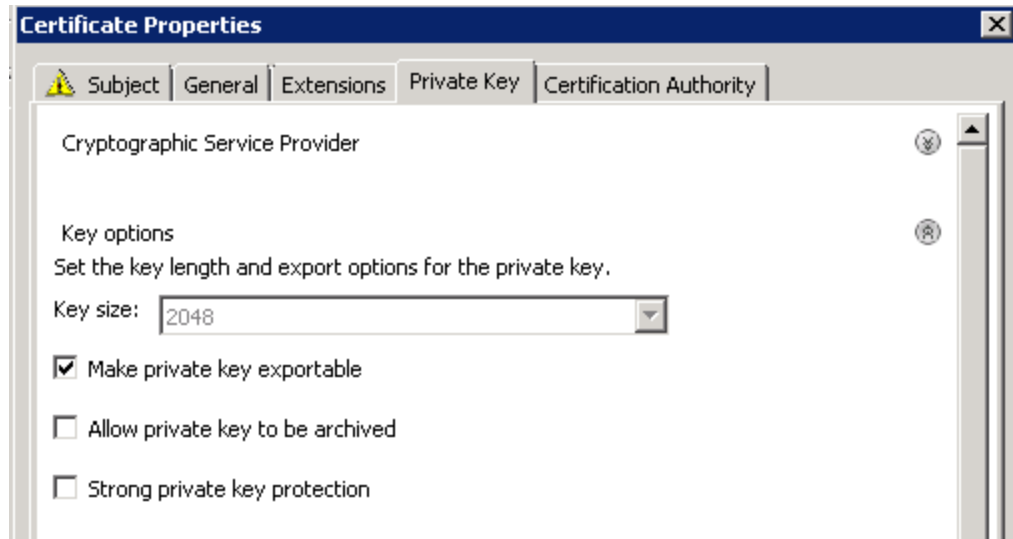 Certificate Properties
Subject General Extensions Private Key Certification Authority
Cryptographic Service Provider
Key options
Set the key length and export options for the private key.
Key size: 2048
Make private key exportable
Allow private key to be archived
Strong private key protection